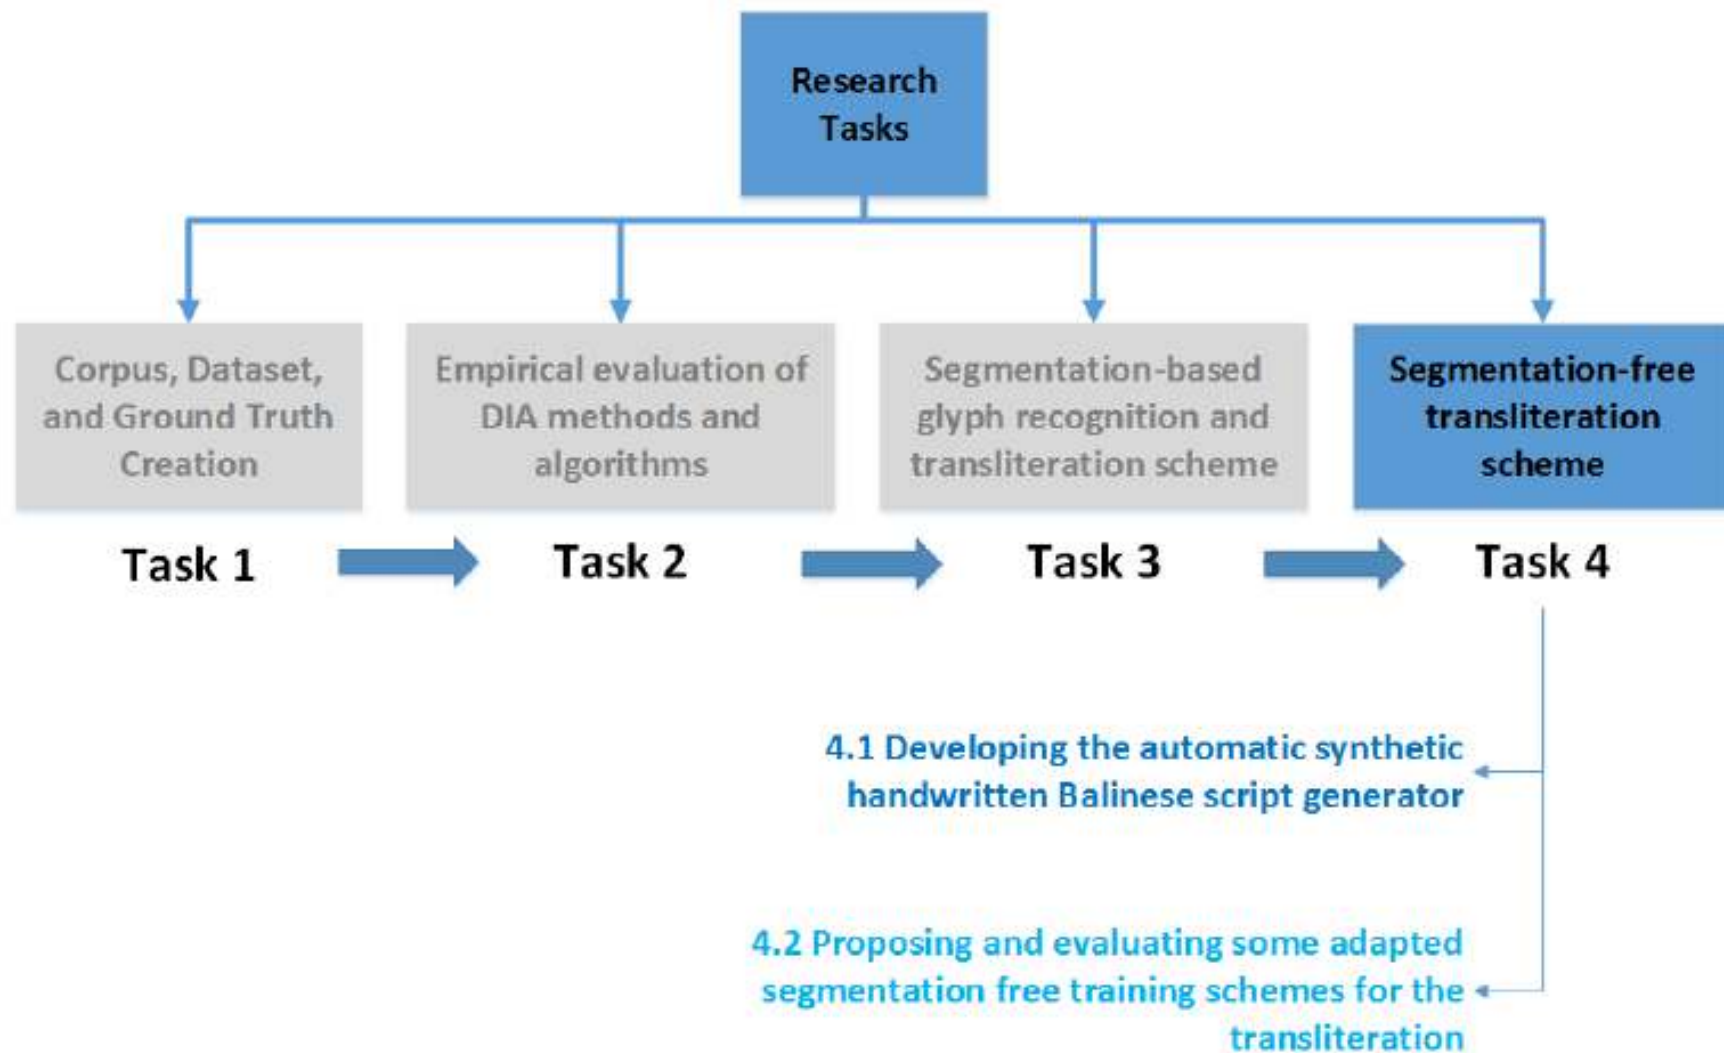 Research
Tasks
Corpus, Dataset,
and Ground Truth
Creation
Empirical evaluation of
DIA methods and
algorithms
Segmentation-based
glyph recognition and
transliteration scheme
Segmentation-free
transliteration
scheme
Task 1
Task 2
Task 3
Task 4
4.1 Developing the automatic synthetic
handwritten Balinese script generator
4.2 Proposing and evaluating some adapted
segmentation free training schemes for the
transliteration